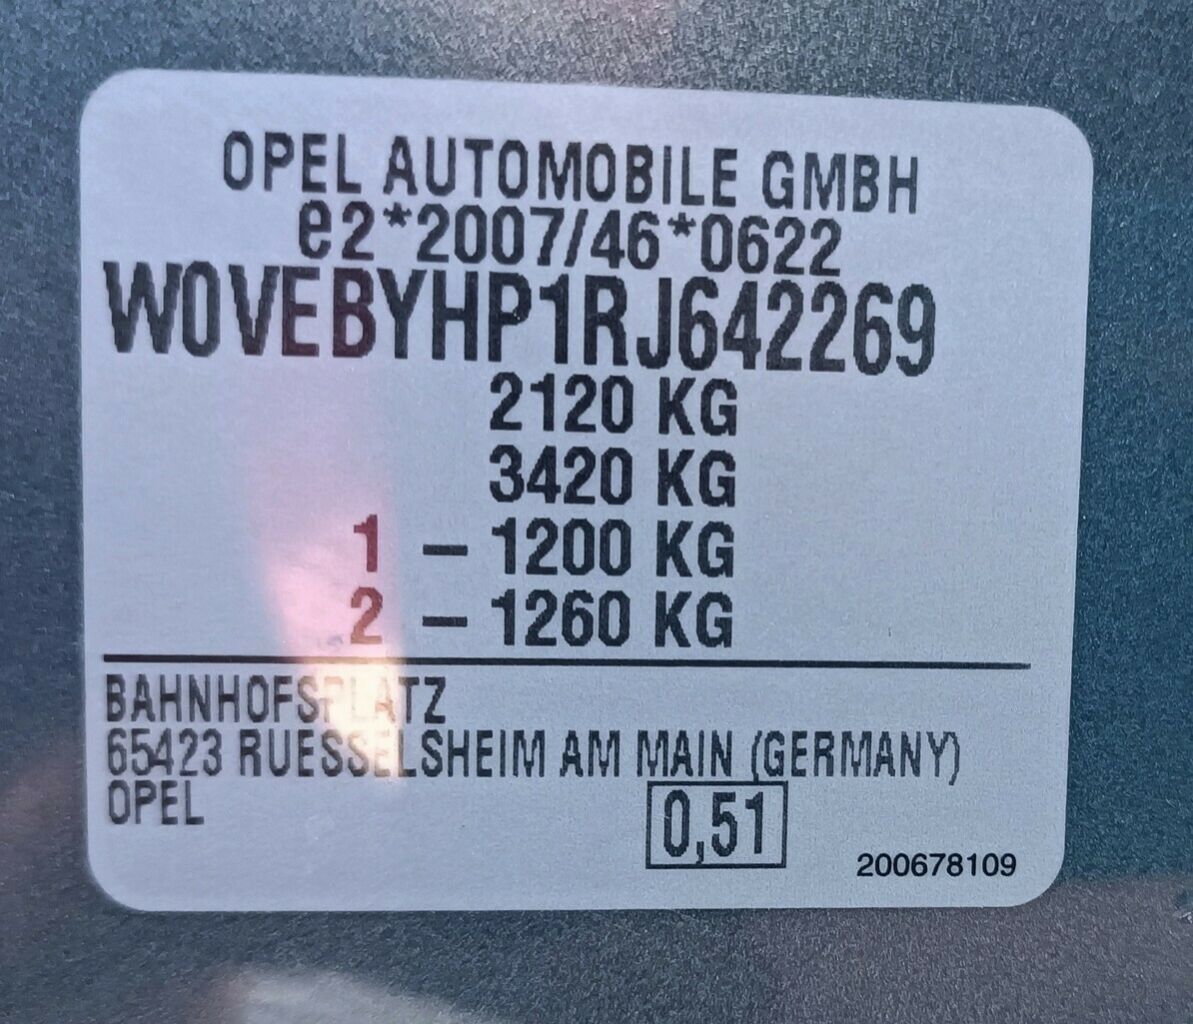 OPEL AUTOMOBILE GMBH
e2*2007/46*0622
W0VEBYHP1RJ642269
2120 KG
3420 KG
1 - 1200 KG
2 - 1260 KG
BAHNHOFSPLATZ
65423 RUESSELSHEIM AM MAIN (GERMANY)
OPEL
0,51
200678109